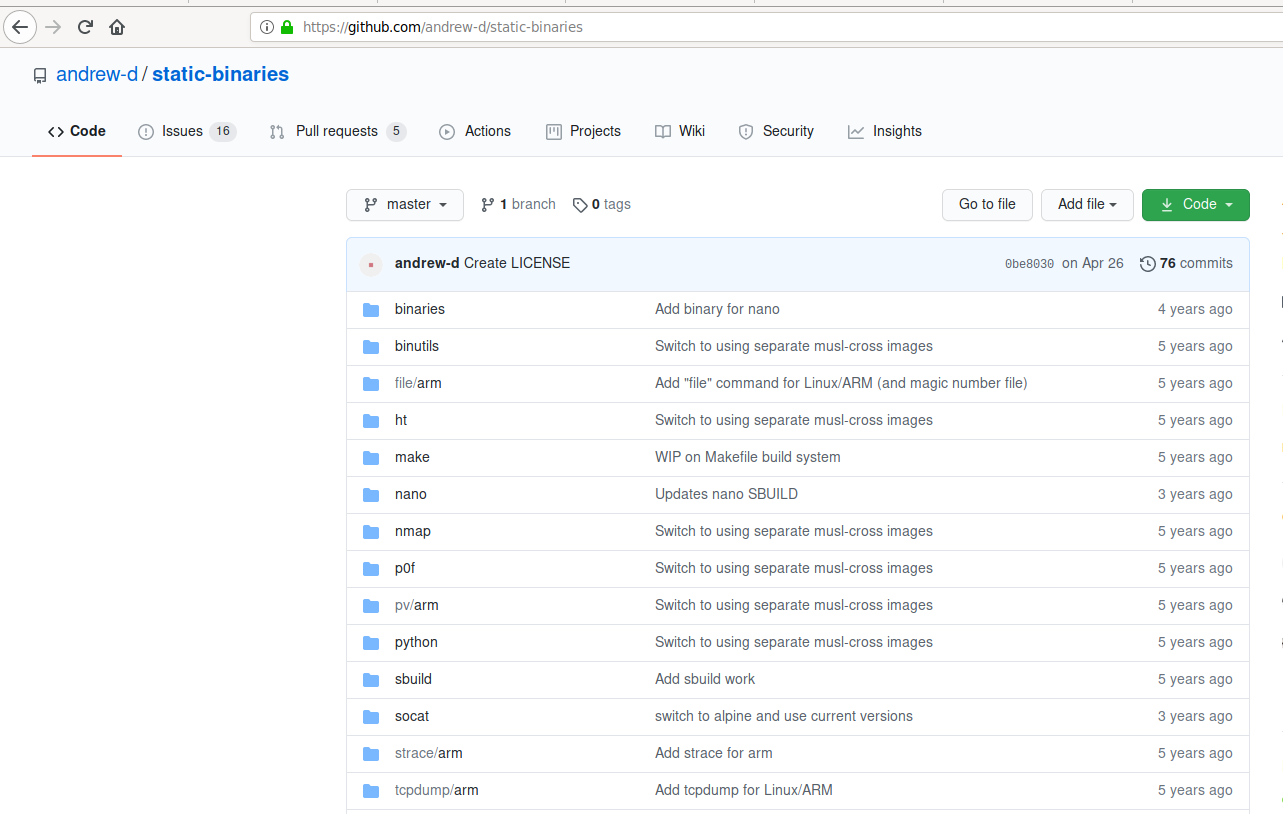 https://github.com/andrew-d/static-binaries
andrew-d / static-binaries
Code Issues 16 Pull requests 5 Actions Projects Wiki Security Insights
master 1 branch 0 tags Go to file Add file Code
andrew-d Create LICENSE 0be8030 on Apr 26 76 commits
binaries Add binary for nano 4 years ago
binutils Switch to using separate musl-cross images 5 years ago
file/arm Add "file" command for Linux/ARM (and magic number file) 5 years ago
ht Switch to using separate musl-cross images 5 years ago
make WIP on Makefile build system 5 years ago
nano Updates nano SBUILD 3 years ago
nmap Switch to using separate musl-cross images 5 years ago
p0f Switch to using separate musl-cross images 5 years ago
pv/arm Switch to using separate musl-cross images 5 years ago
python Switch to using separate musl-cross images 5 years ago
sbuild Add sbuild work 5 years ago
socat switch to alpine and use current versions 3 years ago
strace/arm Add strace for arm 5 years ago
tcpdump/arm Add tcpdump for Linux/ARM 5 years ago